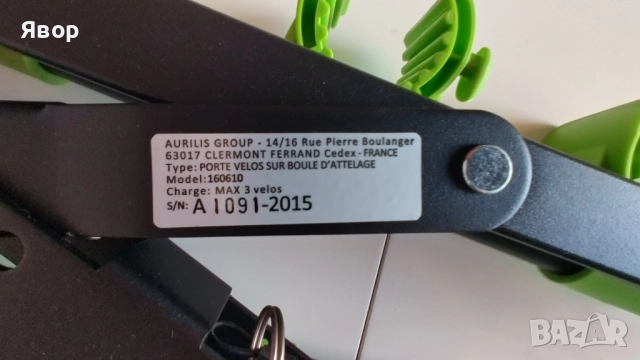 Явор
AURILIS GROUP - 14/16 Rue Pierre Boulanger
63017 CLERMONT FERRAND Cedex - FRANCE
Type: PORTE VELOS SUR BOULE D'ATTELAGE
Model: 160610
Charge: MAX 3 velos
S/N: A1091-2015
BAZAR